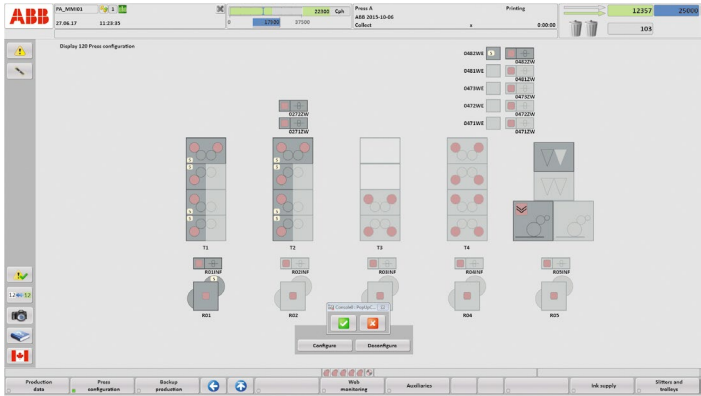 ABB
PA_MMI01
1
27.06.17
11:23:35
22300 Cph
0
17500
37500
Press A
ABB 2015-10-06
Collect
x
Printing
0:00:00
12357
25000
103
Display 120 Press configuration
0482WE
S
0482ZW
0481WE
0481ZW
0473WE
0473ZW
0472WE
0472ZW
0471WE
0471ZW
0272ZW
0271ZW
S
S
S
S
S
S
S
S
T1
T2
T3
T4
R01INF
R02INF
R03INF
R04INF
R05INF
S
R01
R02
R04
R05
Configure
Deconfigure
Production data
Press configuration
Backup production
Web monitoring
Auxiliaries
Ink supply
Slitters and trolleys